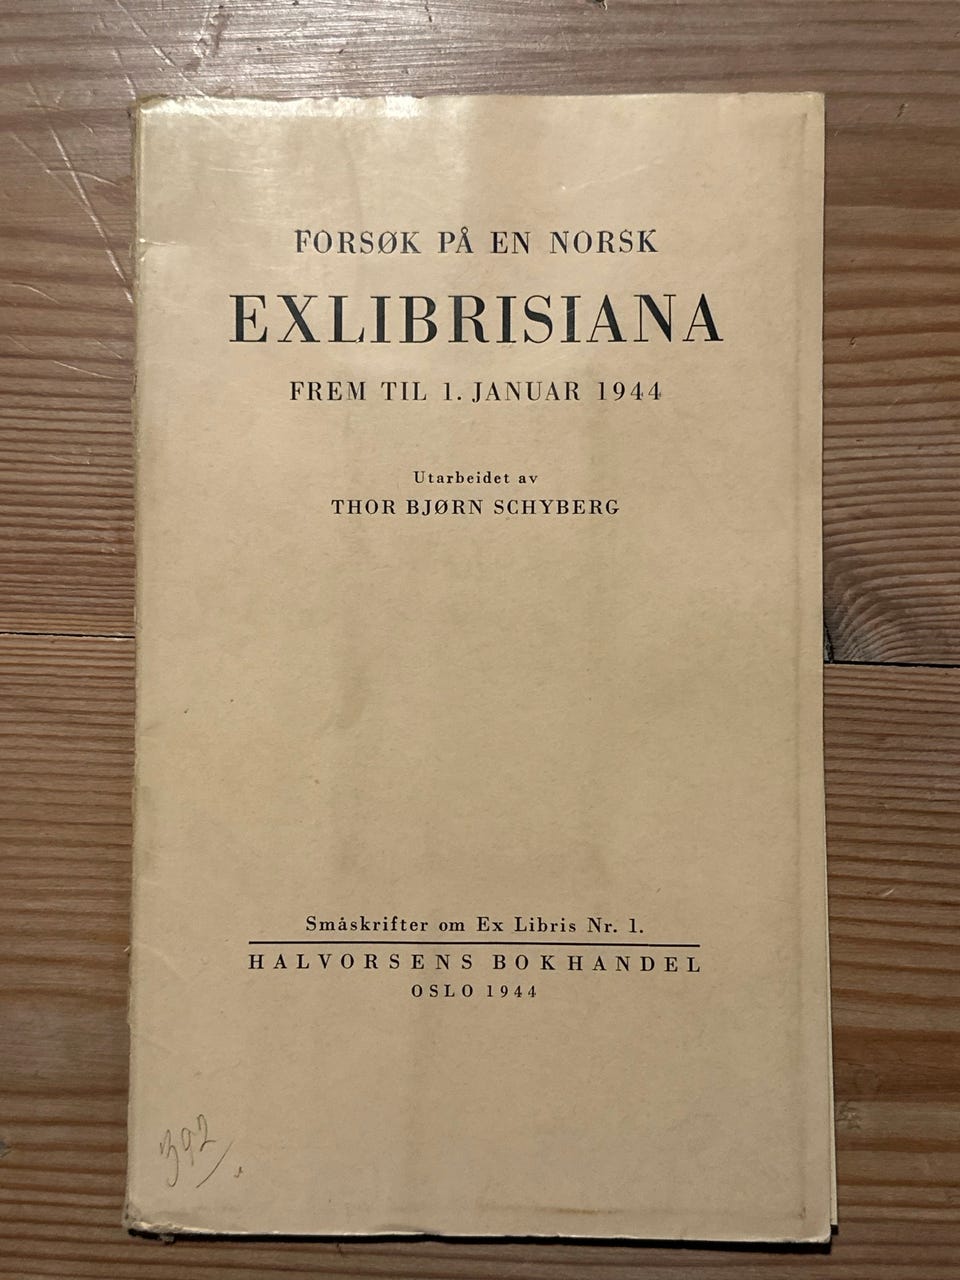 FORSØK PÅ EN NORSK
EXLIBRISIANA
FREM TIL 1. JANUAR 1944
Utarbeidet av
THOR BJØRN SCHYBERG
Småskrifter om Ex Libris Nr. 1.
HALVORSENS BOKHANDEL
OSLO 1944
392